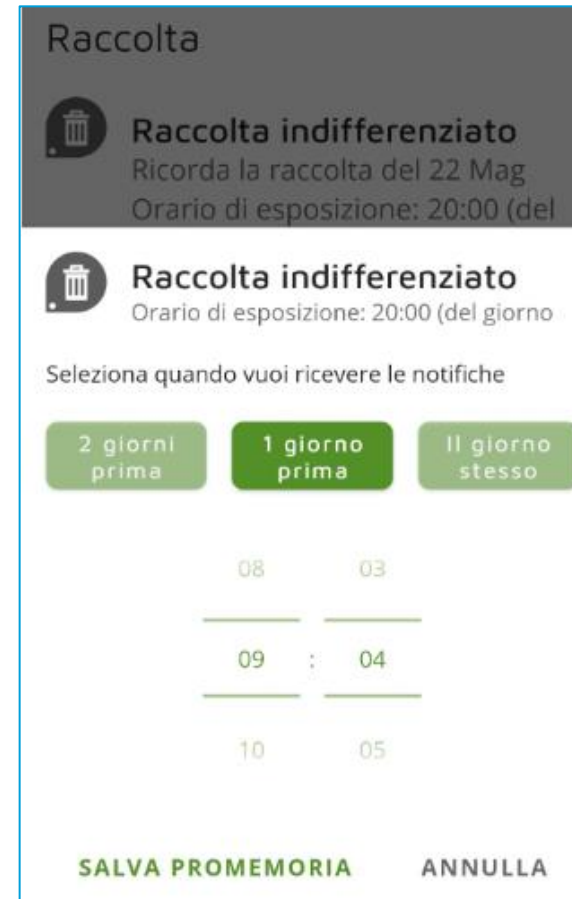 Raccolta
Raccolta indifferenziato
Ricorda la raccolta del 22 Mag
Orario di esposizione: 20:00 (del
Raccolta indifferenziato
Orario di esposizione: 20:00 (del giorno
Seleziona quando vuoi ricevere le notifiche
2 giorni
prima
1 giorno
prima
Il giorno
stesso
08 03
09 : 04
10 05
SALVA PROMEMORIA ANNULLA